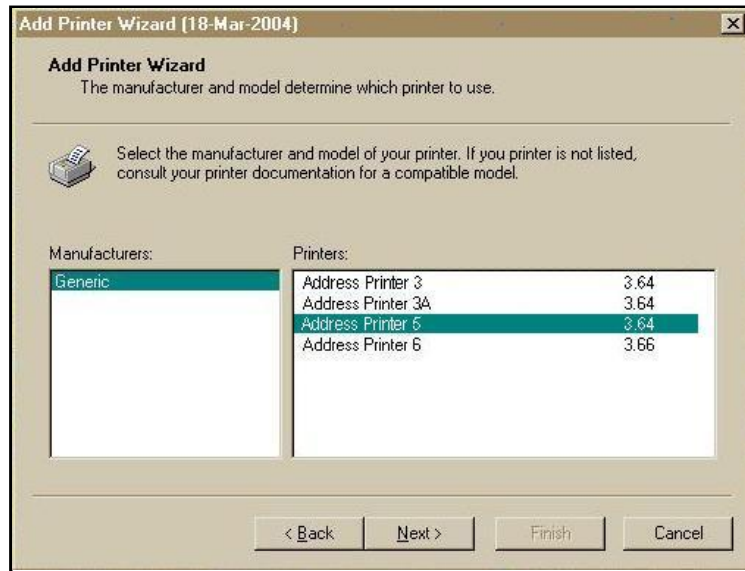 Add Printer Wizard (18-Mar-2004)
Add Printer Wizard
The manufacturer and model determine which printer to use.
Select the manufacturer and model of your printer. If you printer is not listed,
consult your printer documentation for a compatible model.
Manufacturers:
Generic
Printers:
Address Printer 3 3.64
Address Printer 3A 3.64
Address Printer 5 3.64
Address Printer 6 3.66
< Back
Next >
Finish
Cancel